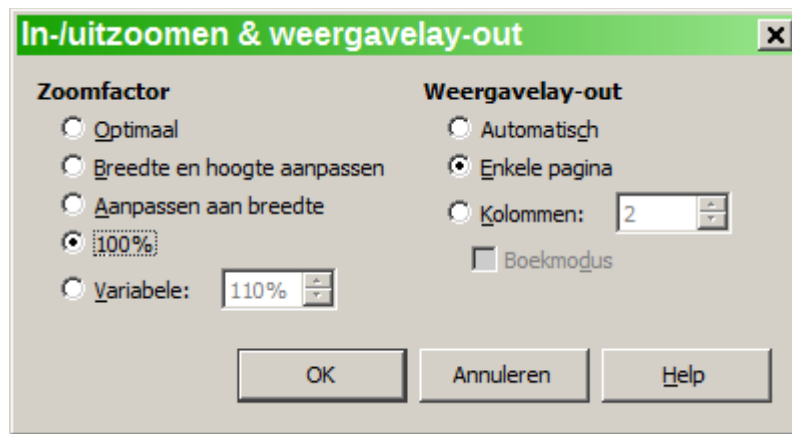 In-/uitzoomen & weergavelay-out
Zoomfactor
Optimaal
Breedte en hoogte aanpassen
Aanpassen aan breedte
100%
Variabele: 110%
Weergavelay-out
Automatisch
Enkele pagina
Kolommen: 2
Boekmodus
OK Annuleren Help